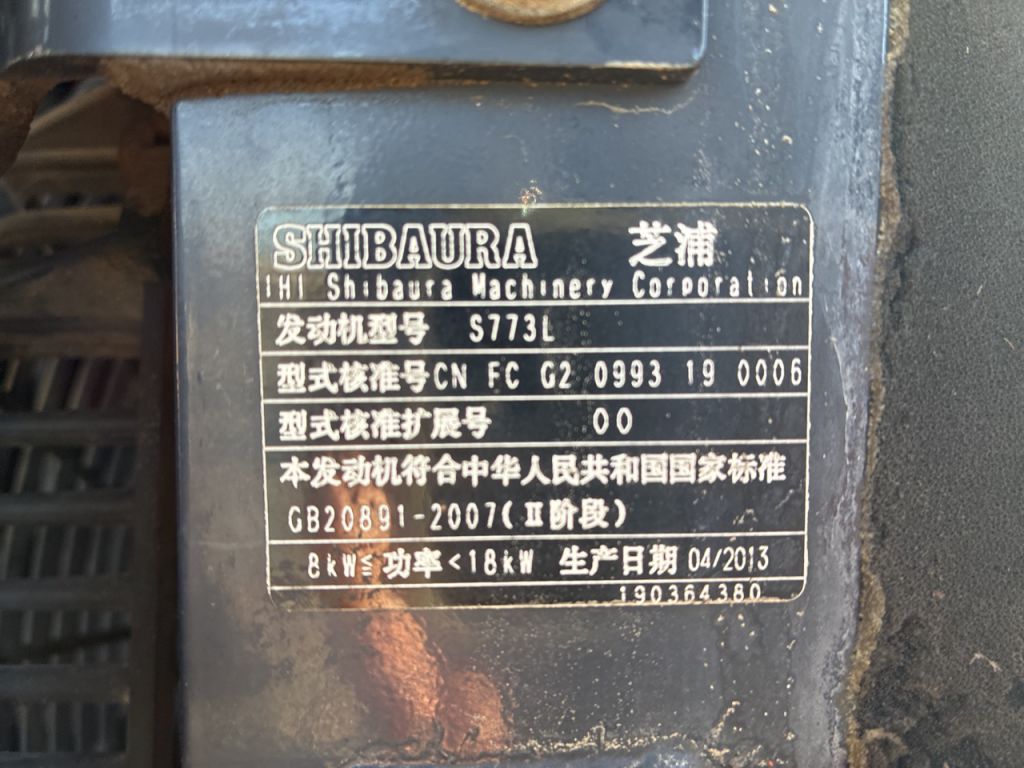 SHIBAURA 芝浦
IHI Shibaura Machinery Corporation
发动机型号 S773L
型式核准号CN FC G2 0993 19 0006
型式核准扩展号 00
本发动机符合中华人民共和国国家标准
GB20891-2007(Ⅱ阶段)
8kW≦功率<18kW 生产日期 04/2013
190364380